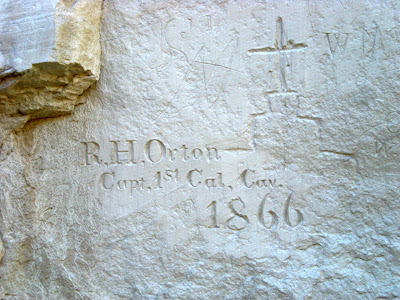 W M
R. H. Orton
Capt. 1st Cal. Cav.
1866